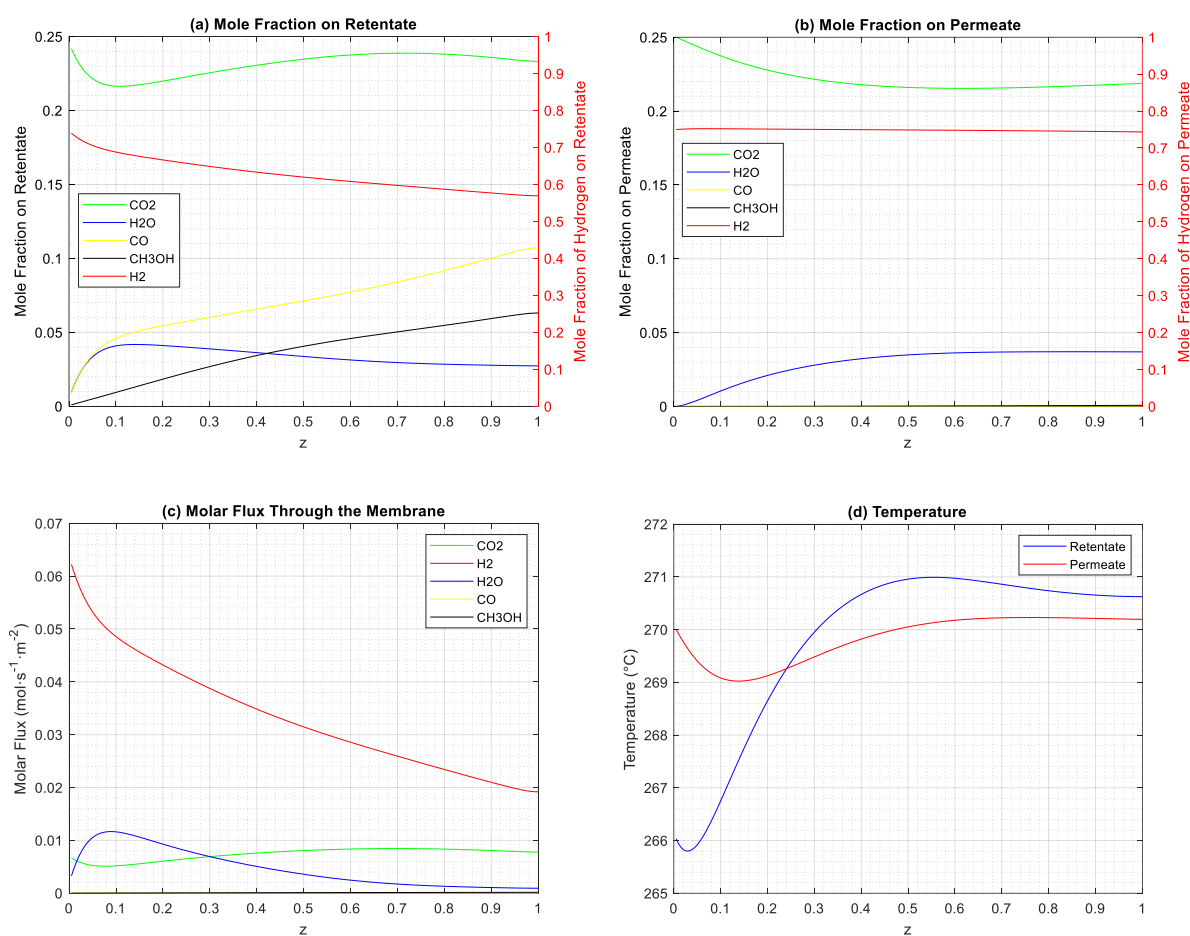 (a) Mole Fraction on Retentate
0.25
0.2
0.15
0.1
0.05
0
1
0.9
0.8
0.7
0.6
0.5
0.4
0.3
0.2
0.1
0
Mole Fraction on Retentate
Mole Fraction of Hydrogen on Retentate
CO2
H2O
CO
CH3OH
H2
0 0.1 0.2 0.3 0.4 0.5 0.6 0.7 0.8 0.9 1
z
(b) Mole Fraction on Permeate
0.25
0.2
0.15
0.1
0.05
0
1
0.9
0.8
0.7
0.6
0.5
0.4
0.3
0.2
0.1
0
Mole Fraction on Permeate
Mole Fraction of Hydrogen on Permeate
CO2
H2O
CO
CH3OH
H2
0 0.1 0.2 0.3 0.4 0.5 0.6 0.7 0.8 0.9 1
z
(c) Molar Flux Through the Membrane
0.07
0.06
0.05
0.04
0.03
0.02
0.01
0
Molar Flux (mol·s⁻¹·m⁻²)
CO2
H2
H2O
CO
CH3OH
0 0.1 0.2 0.3 0.4 0.5 0.6 0.7 0.8 0.9 1
z
(d) Temperature
272
271
270
269
268
267
266
265
Temperature (°C)
Retentate
Permeate
0 0.1 0.2 0.3 0.4 0.5 0.6 0.7 0.8 0.9 1
z